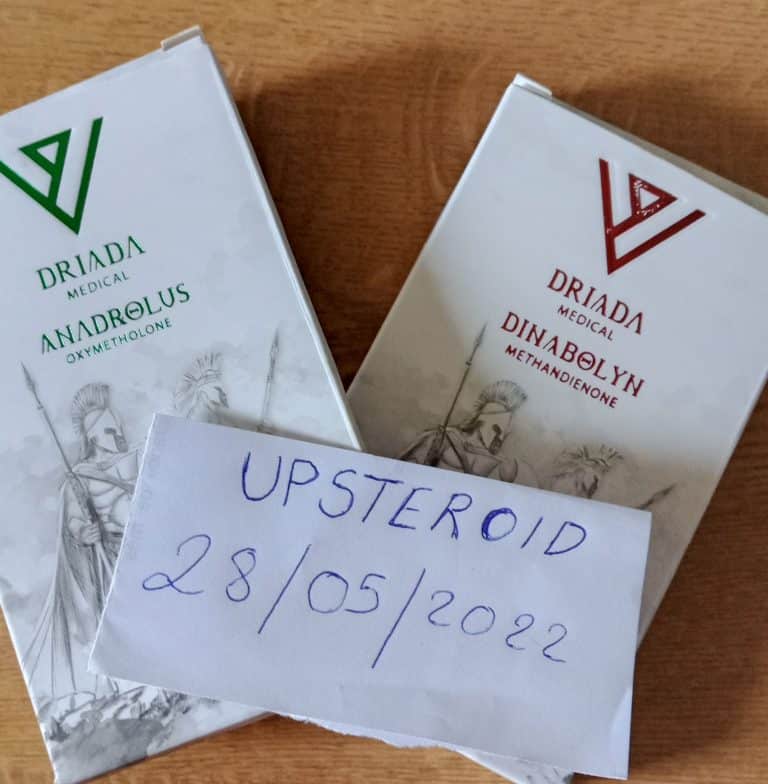 DRIADA
MEDICAL
ANADROLUS
OXYMETHOLONE
DRIADA
MEDICAL
DINABOLYN
METHANDIENONE
UPSTEROID
28/05/2022